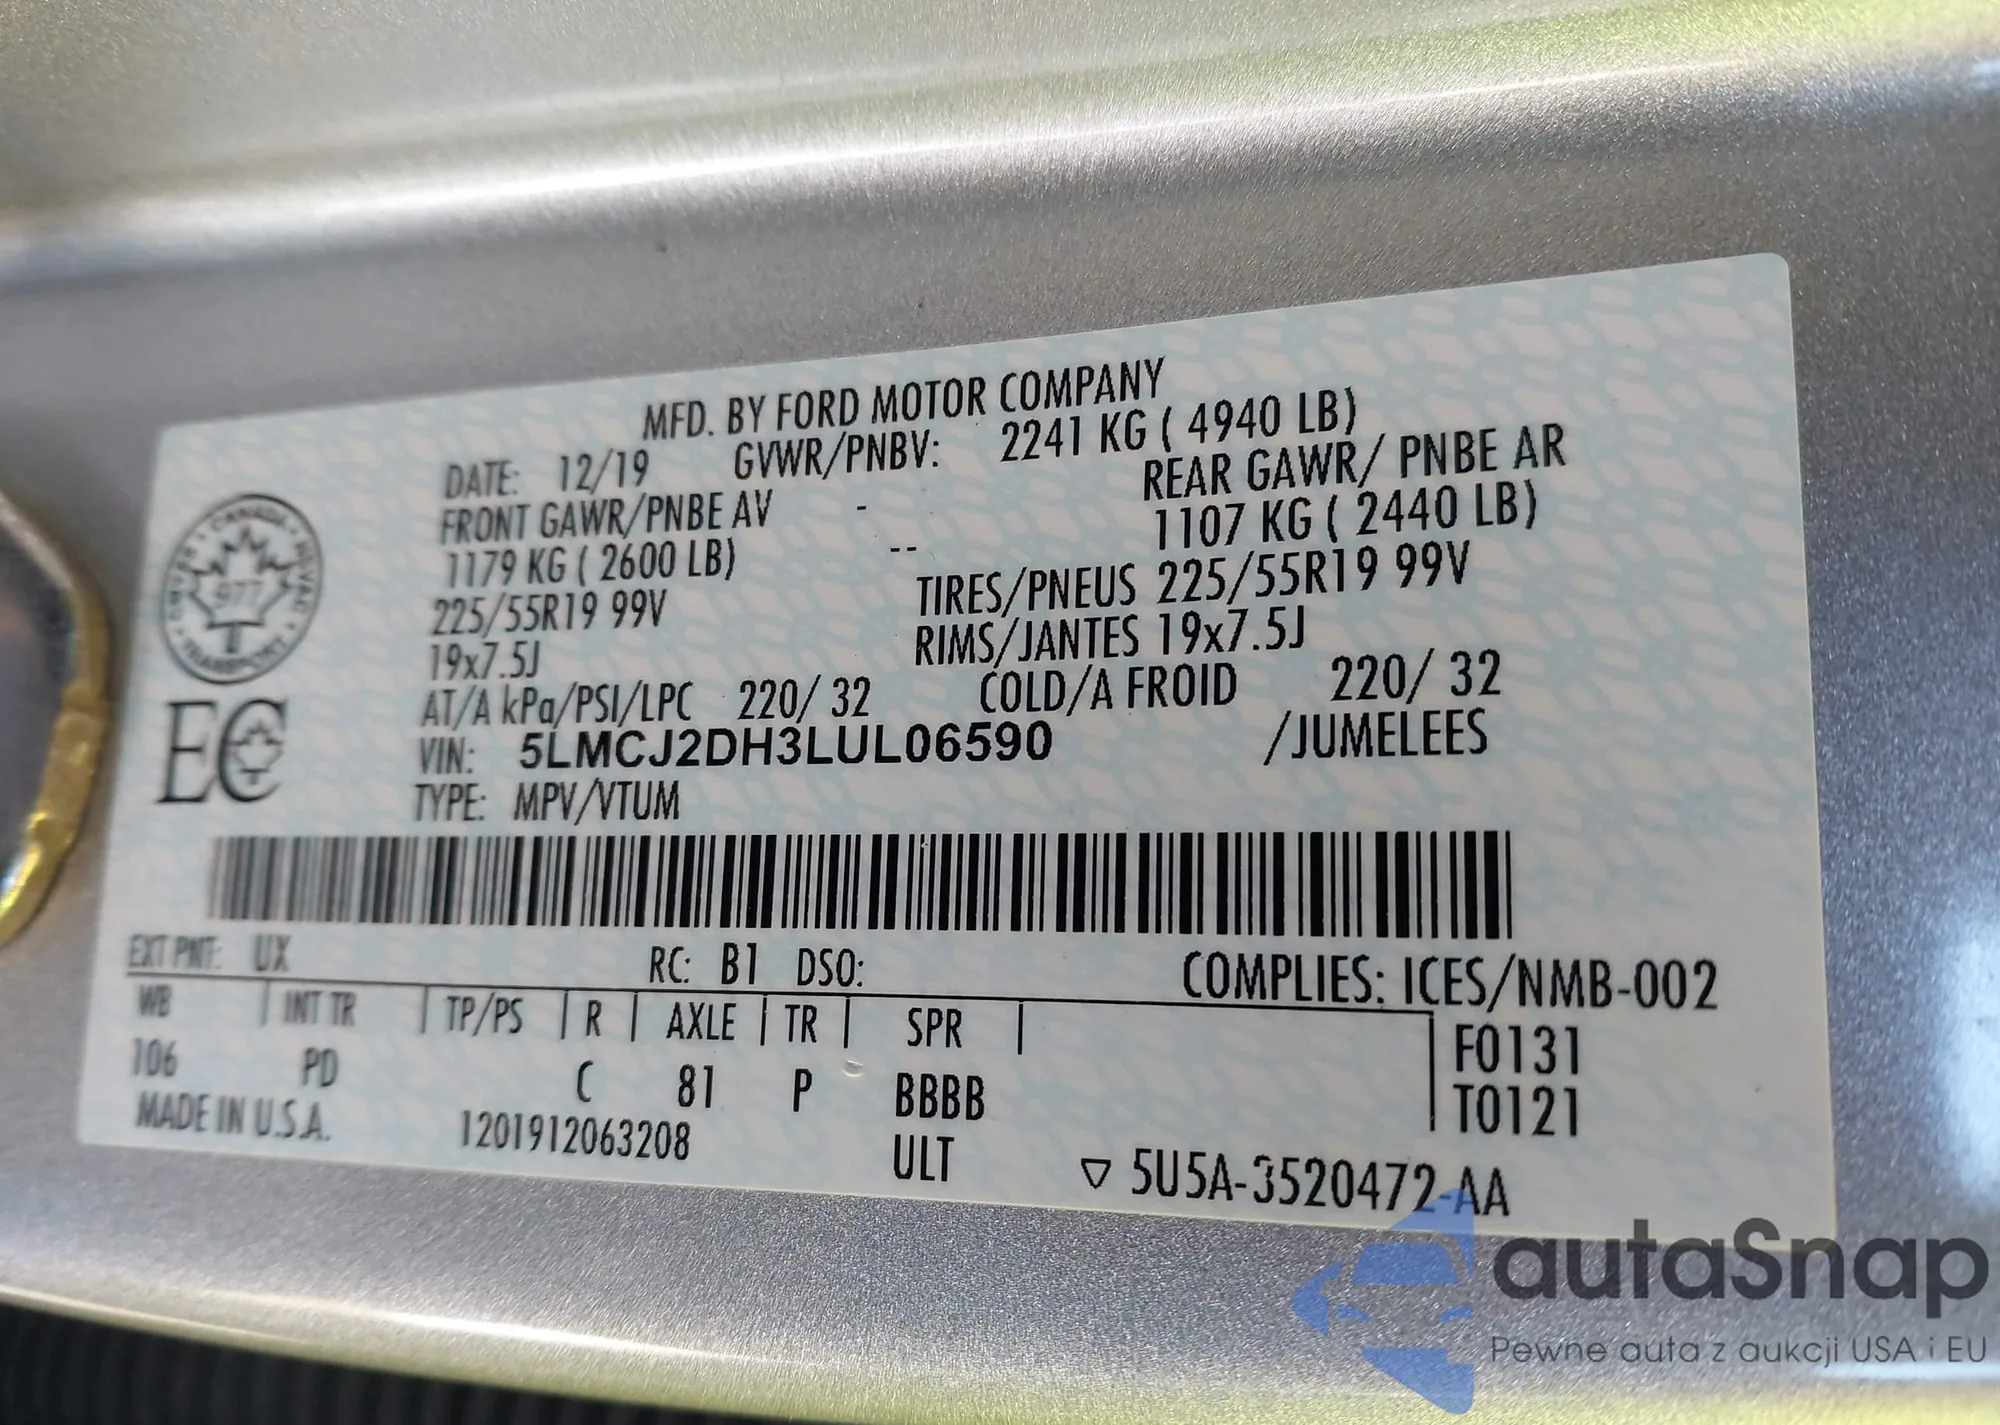 MFD. BY FORD MOTOR COMPANY
DATE: 12/19 GVWR/PNBV: 2241 KG ( 4940 LB)
FRONT GAWR/PNBE AV - REAR GAWR/ PNBE AR
1179 KG ( 2600 LB) -- 1107 KG ( 2440 LB)
225/55R19 99V TIRES/PNEUS 225/55R19 99V
19x7.5J RIMS/JANTES 19x7.5J
AT/A kPa/PSI/LPC 220/ 32 COLD/A FROID 220/ 32
VIN: 5LMCJ2DH3LUL06590 /JUMELEES
TYPE: MPV/VTUM
CANADA
CMVSS NSVAC
977
TRANSPORT
EC
EXT PNT: UX RC: B1 DSO: COMPLIES: ICES/NMB-002
WB | INT TR | TP/PS | R | AXLE | TR | SPR | F0131
106 PD C 81 P BBBB T0121
MADE IN U.S.A. 1201912063208 ULT ▽ 5U5A-3520472-AA
autaSnap
Pewne auta z aukcji USA i EU